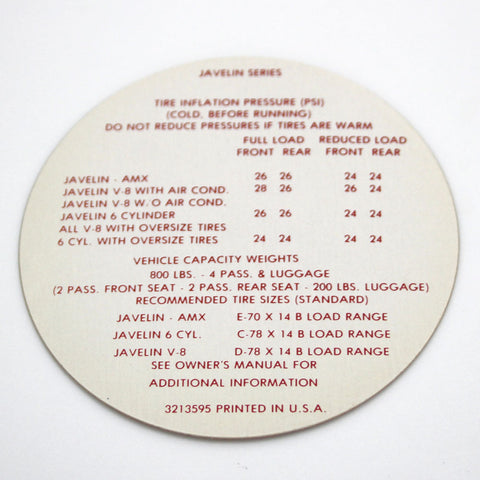 JAVELIN SERIES
TIRE INFLATION PRESSURE (PSI)
(COLD, BEFORE RUNNING)
DO NOT REDUCE PRESSURES IF TIRES ARE WARM
FULL LOAD REDUCED LOAD
FRONT REAR FRONT REAR
JAVELIN - AMX 26 26 24 24
JAVELIN V-8 WITH AIR COND. 28 26 26 24
JAVELIN V-8 W.O AIR COND.
JAVELIN 6 CYLINDER 26 26 24 24
ALL V-8 WITH OVERSIZE TIRES
6 CYL. WITH OVERSIZE TIRES 24 24 24 24
VEHICLE CAPACITY WEIGHTS
800 LBS. - 4 PASS. & LUGGAGE
(2 PASS. FRONT SEAT - 2 PASS. REAR SEAT - 200 LBS. LUGGAGE)
RECOMMENDED TIRE SIZES (STANDARD)
JAVELIN - AMX E-70 X 14 B LOAD RANGE
JAVELIN 6 CYL. C-78 X 14 B LOAD RANGE
JAVELIN V-8 D-78 X 14 B LOAD RANGE
SEE OWNER'S MANUAL FOR
ADDITIONAL INFORMATION
3213595 PRINTED IN U.S.A.